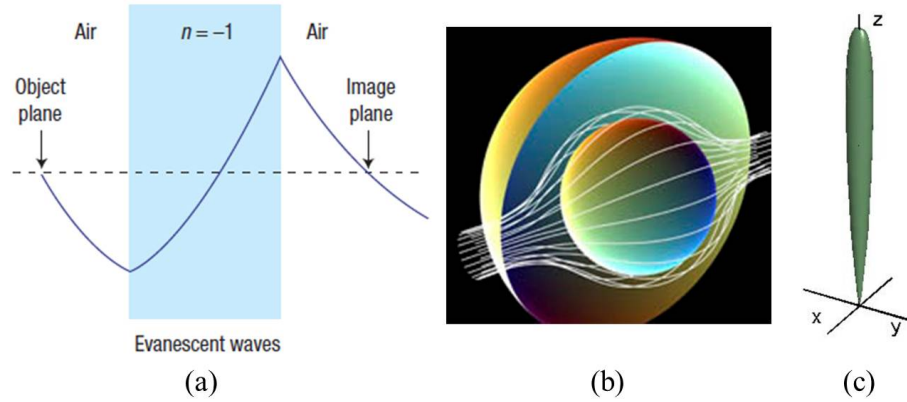 Air
n = –1
Air
Object
plane
Image
plane
Evanescent waves
z
x
y
(a)
(b)
(c)